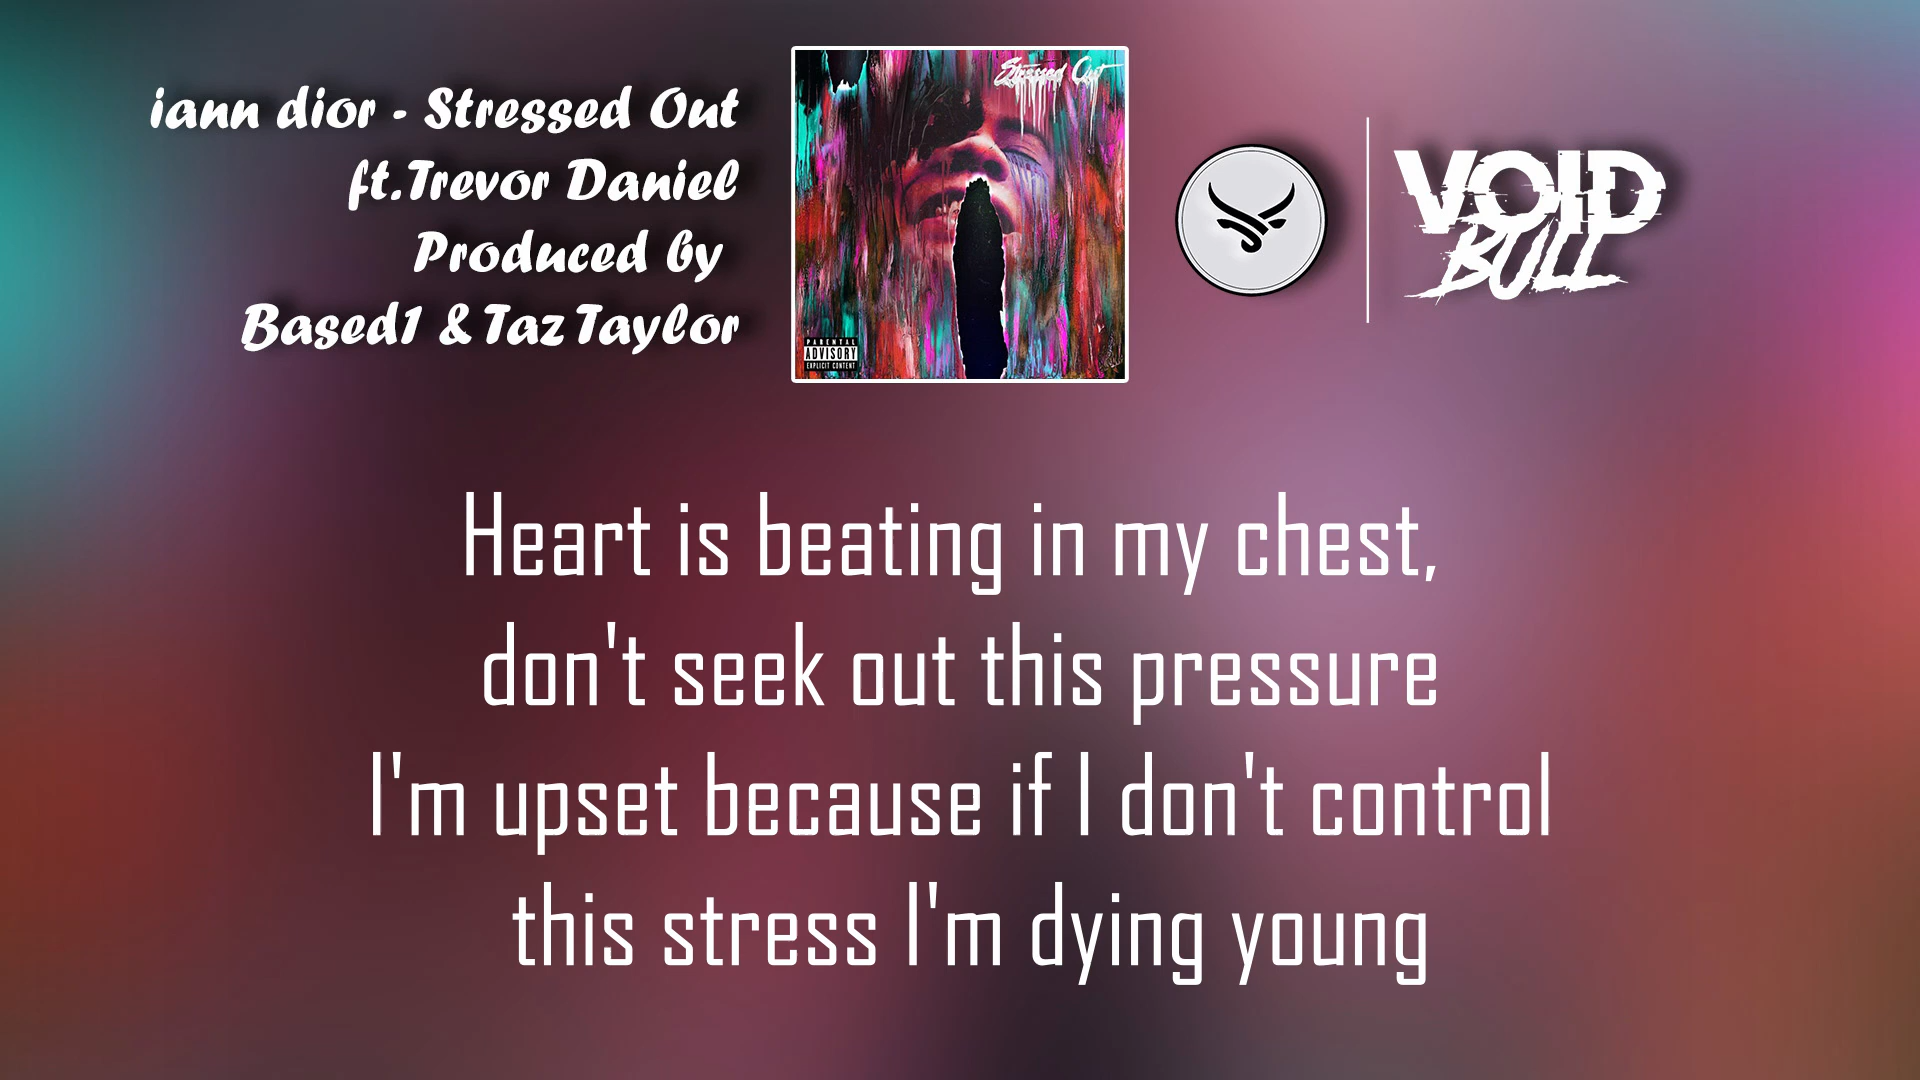 iann dior - Stressed Out
ft. Trevor Daniel
Produced by
Based1 & Taz Taylor
Stressed Out
PARENTAL
ADVISORY
EXPLICIT CONTENT
VOID
BULL
Heart is beating in my chest,
don't seek out this pressure
I'm upset because if I don't control
this stress I'm dying young